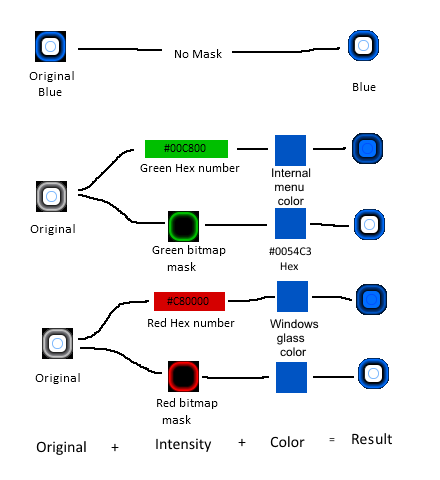 No Mask
Original
Blue
Blue
#00C800
Green Hex number
Internal
menu
color
Original
Green bitmap
mask
#0054C3
Hex
#C80000
Red Hex number
Windows
glass
color
Original
Red bitmap
mask
Original + Intensity + Color = Result